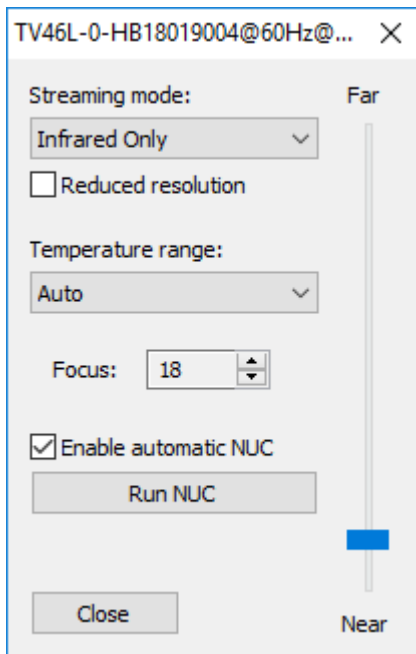 TV46L-0-HB18019004@60Hz@...
Streaming mode:
Far
Infrared Only
Reduced resolution
Temperature range:
Auto
Focus:
18
Enable automatic NUC
Run NUC
Close
Near